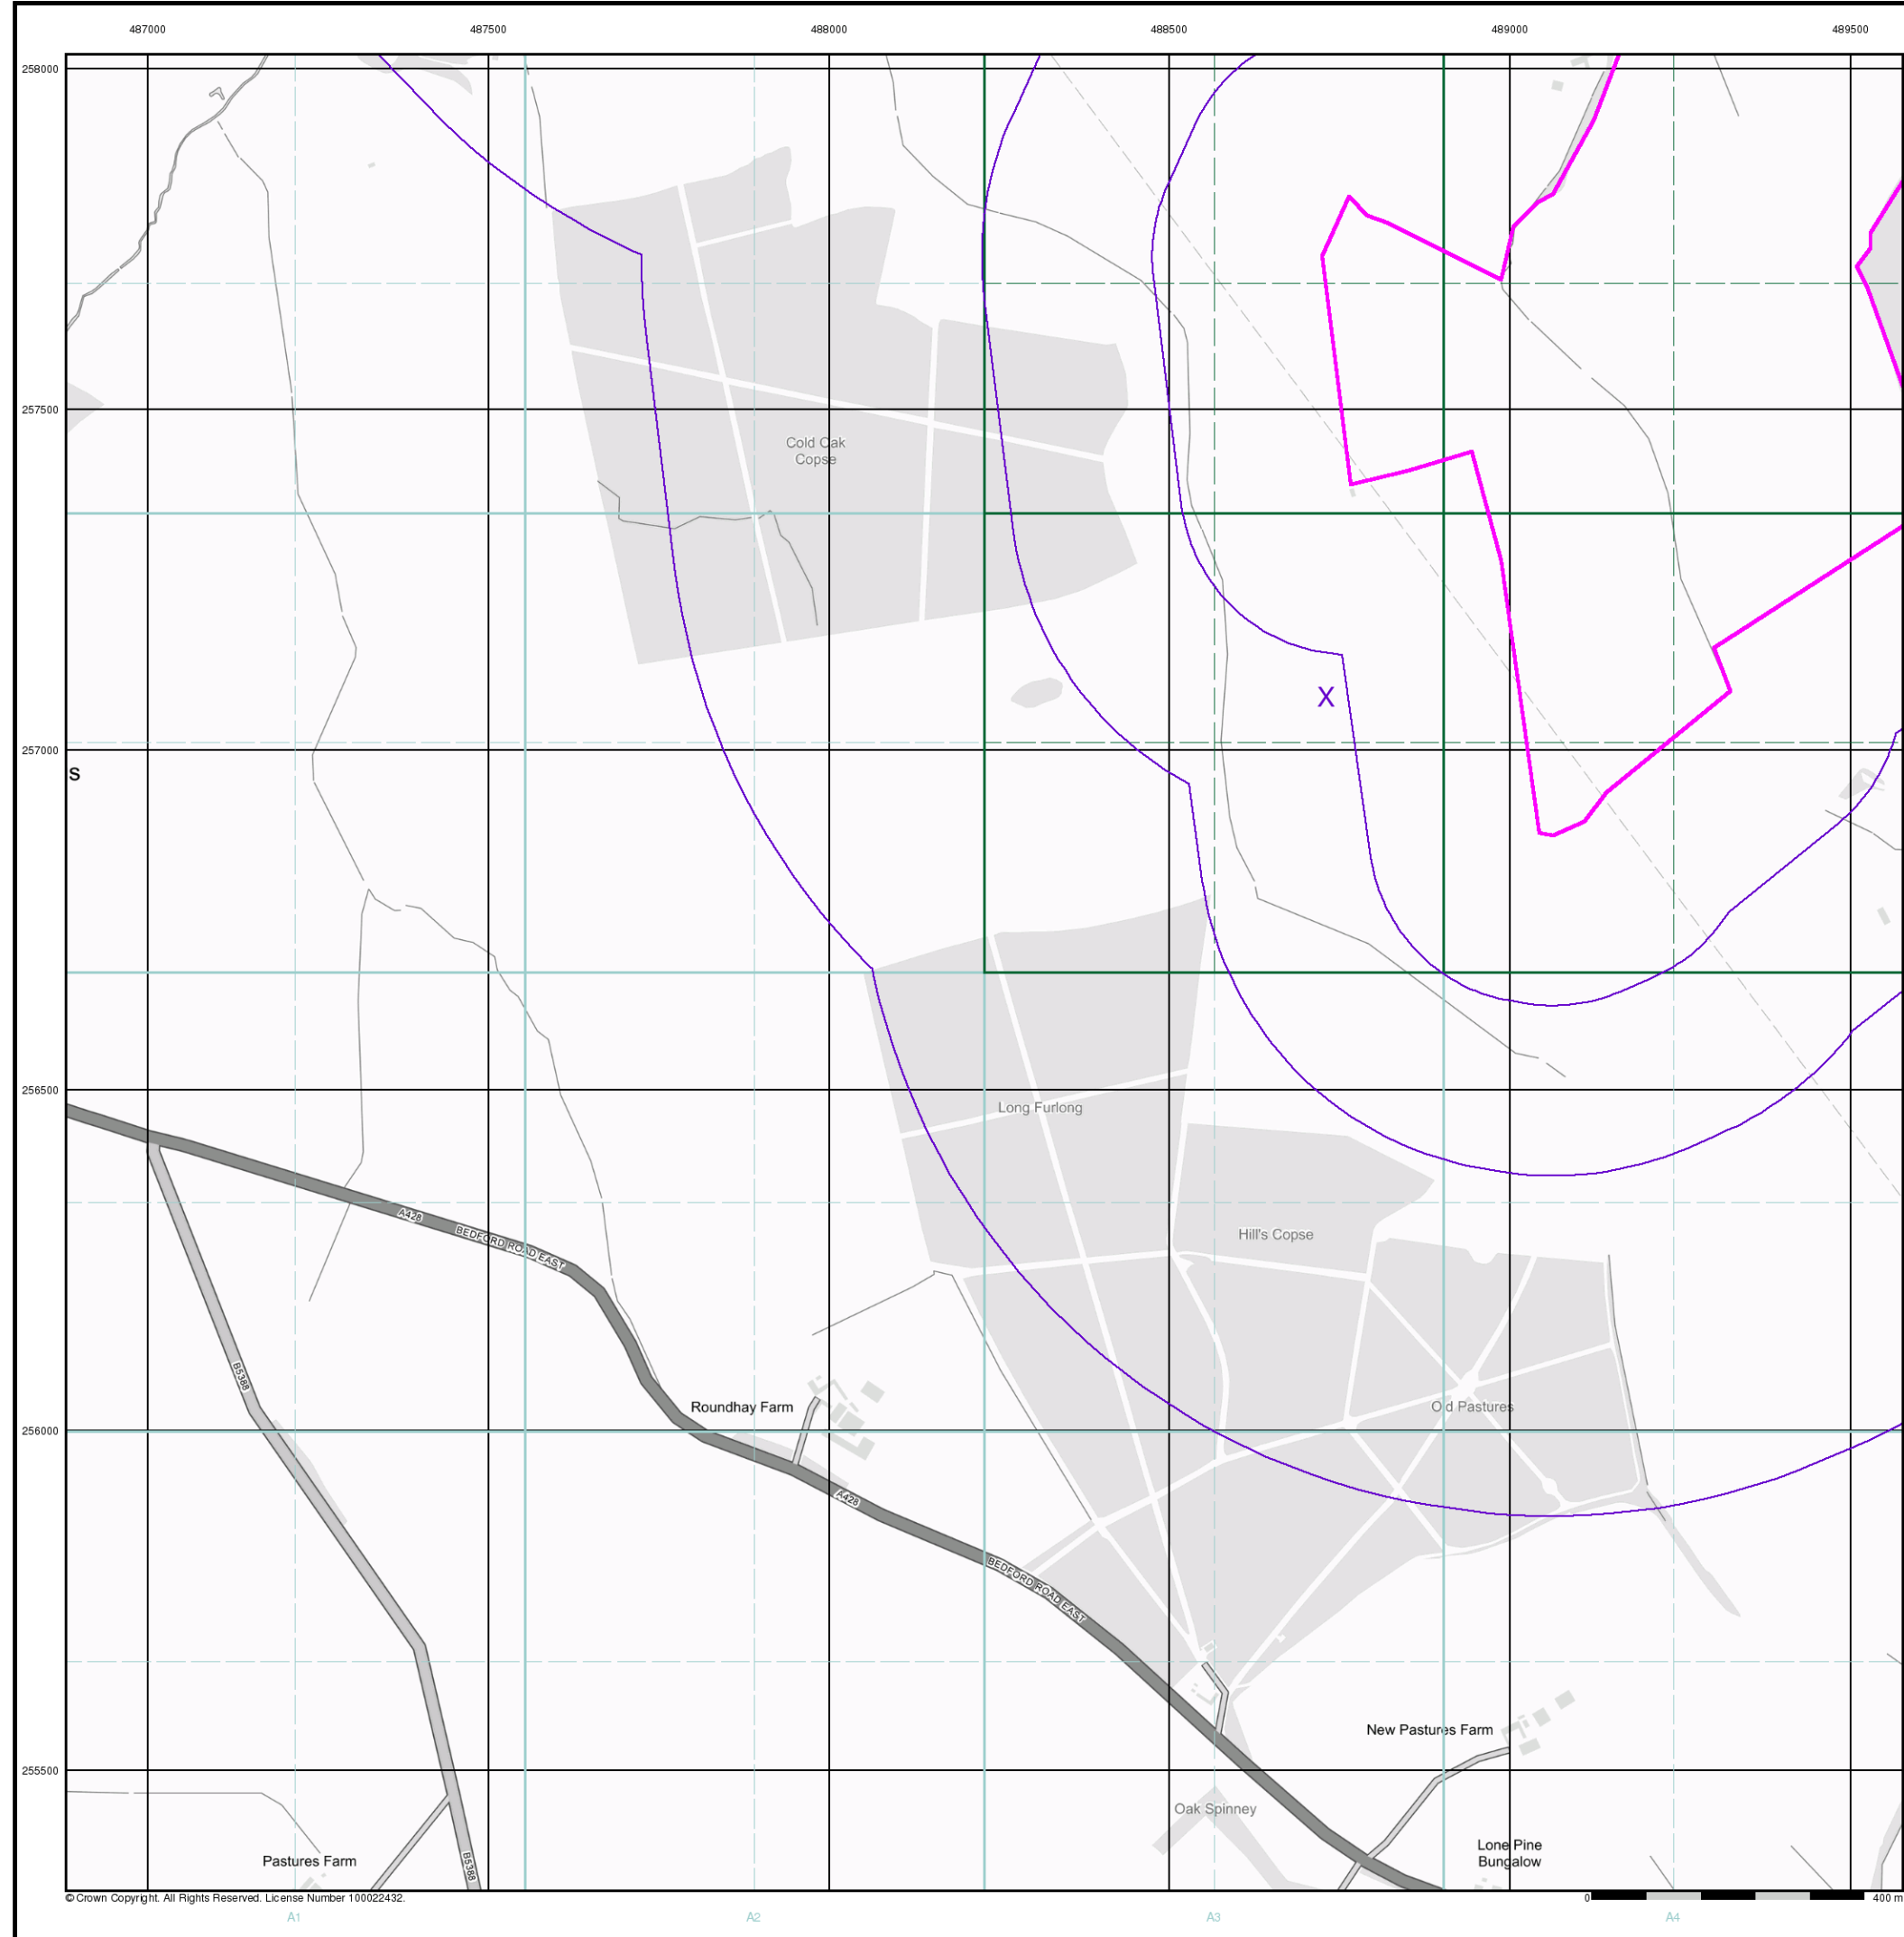 487000 487500 488000 488500 489000 489500
258000
257500
Cold Oak
Copse
X
257000
S
256500
Long Furlong
A428
BEDFORD ROAD EAST
Hill's Copse
B5388
Roundhay Farm
Old Pastures
256000
A428
BEDFORD ROAD EAST
New Pastures Farm
255500
Oak Spinney
Lone Pine
Bungalow
Pastures Farm
B5388
© Crown Copyright. All Rights Reserved. License Number 100022432.
0 400 m
A1 A2 A3 A4